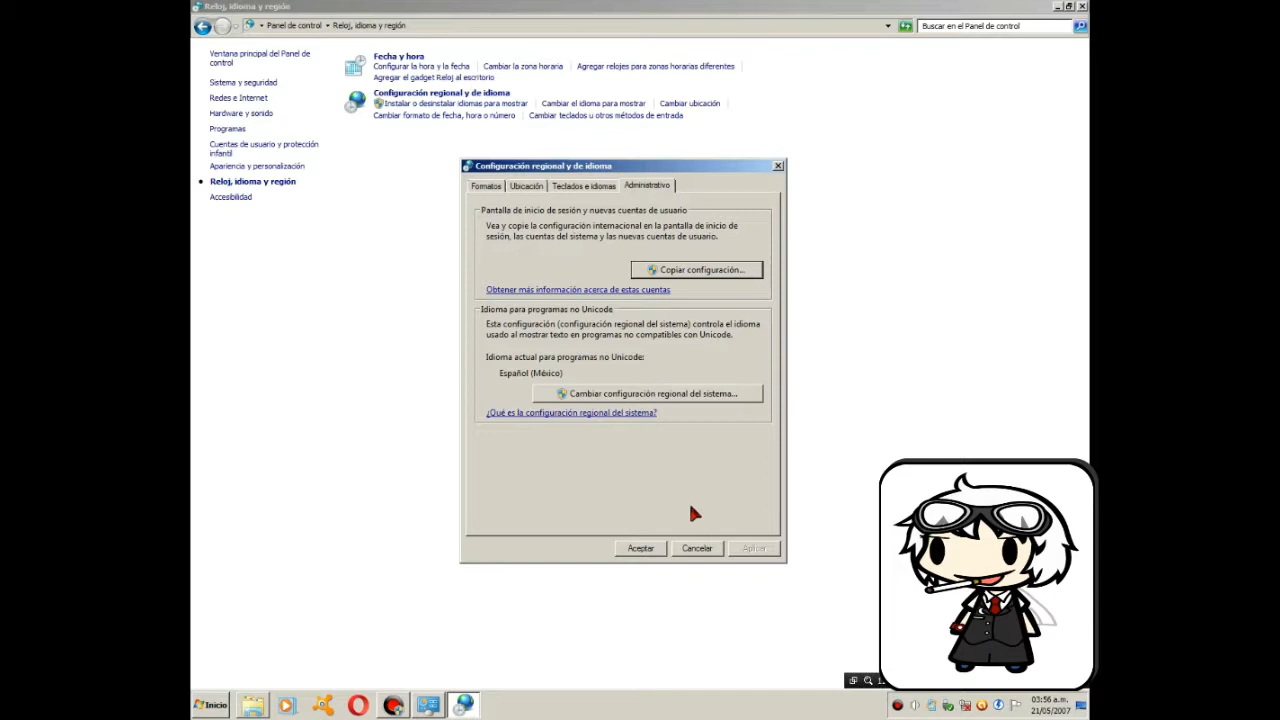 Reloj, idioma y región
Panel de control Reloj, idioma y región
Buscar en el Panel de control
Ventana principal del Panel de
control
Sistema y seguridad
Redes e Internet
Hardware y sonido
Programas
Cuentas de usuario y protección
infantil
Apariencia y personalización
Reloj, idioma y región
Accesibilidad
Fecha y hora
Configurar la hora y la fecha Cambiar la zona horaria Agregar relojes para zonas horarias diferentes
Agregar el gadget Reloj al escritorio
Configuración regional y de idioma
Instalar o desinstalar idiomas para mostrar Cambiar el idioma para mostrar Cambiar ubicación
Cambiar formato de fecha, hora o número Cambiar teclados u otros métodos de entrada
Configuración regional y de idioma
Formatos Ubicación Teclados e idiomas Administrativo
Pantalla de inicio de sesión y nuevas cuentas de usuario
Vea y copie la configuración internacional en la pantalla de inicio de
sesión, las cuentas del sistema y las nuevas cuentas de usuario.
Copiar configuración...
Obtener más información acerca de estas cuentas
Idioma para programas no Unicode
Esta configuración (configuración regional del sistema) controla el idioma
usado al mostrar texto en programas no compatibles con Unicode.
Idioma actual para programas no Unicode:
Español (México)
Cambiar configuración regional del sistema...
¿Qué es la configuración regional del sistema?
Aceptar Cancelar Aplicar
Inicio
03:56 a.m.
21/05/2007